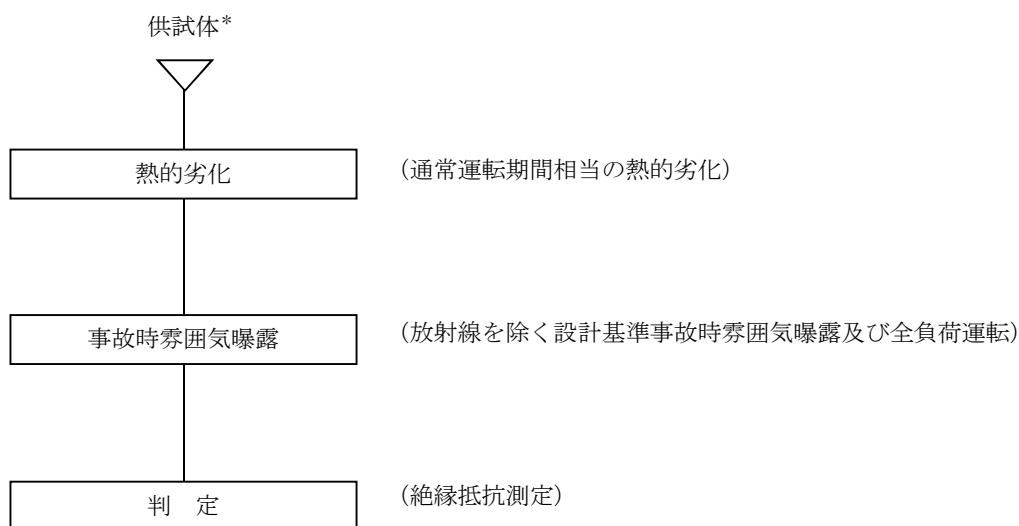 供試体*
熱的劣化 (通常運転期間相当の熱的劣化)
事故時雰囲気曝露 (放射線を除く設計基準事故時雰囲気曝露及び全負荷運転)
判 定 (絶縁抵抗測定)